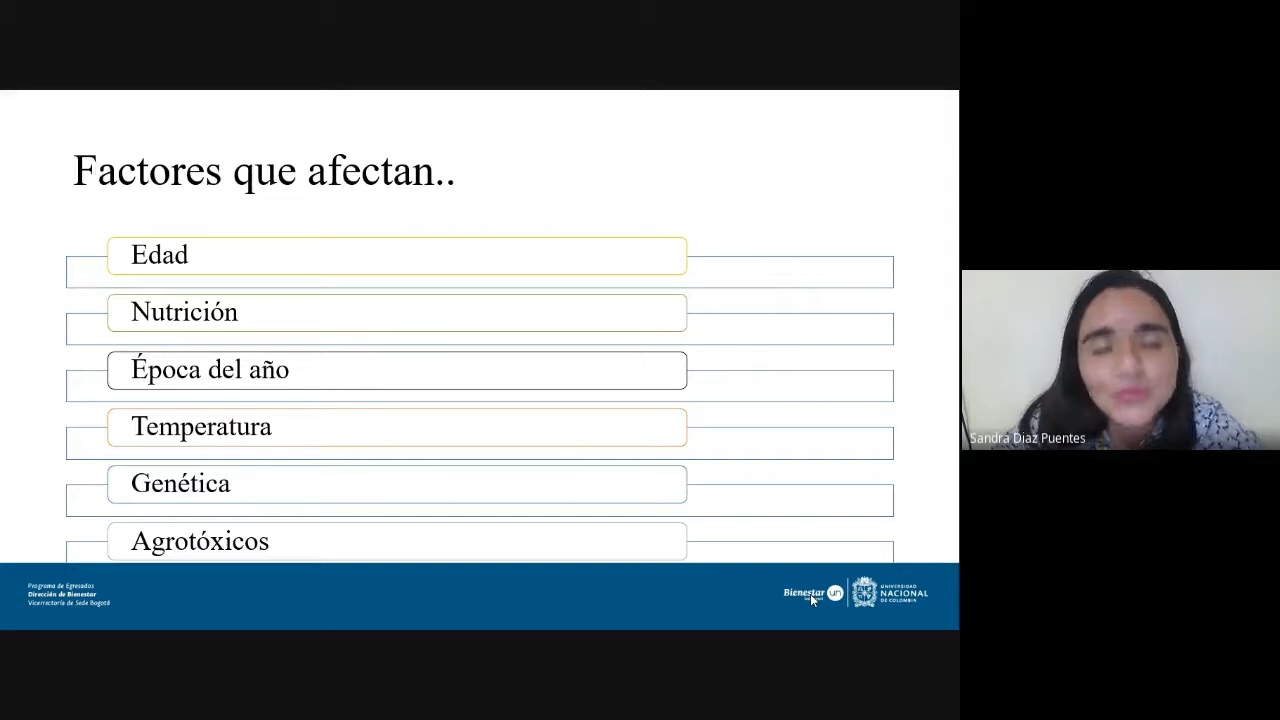 Factores que afectan..
Edad
Nutrición
Época del año
Temperatura
Genética
Agrotóxicos
Programa de Egresados
Dirección de Bienestar
Vicerrectoría de Sede Bogotá
Bienestar un
UNIVERSIDAD
NACIONAL
DE COLOMBIA
Sandra Diaz Puentes